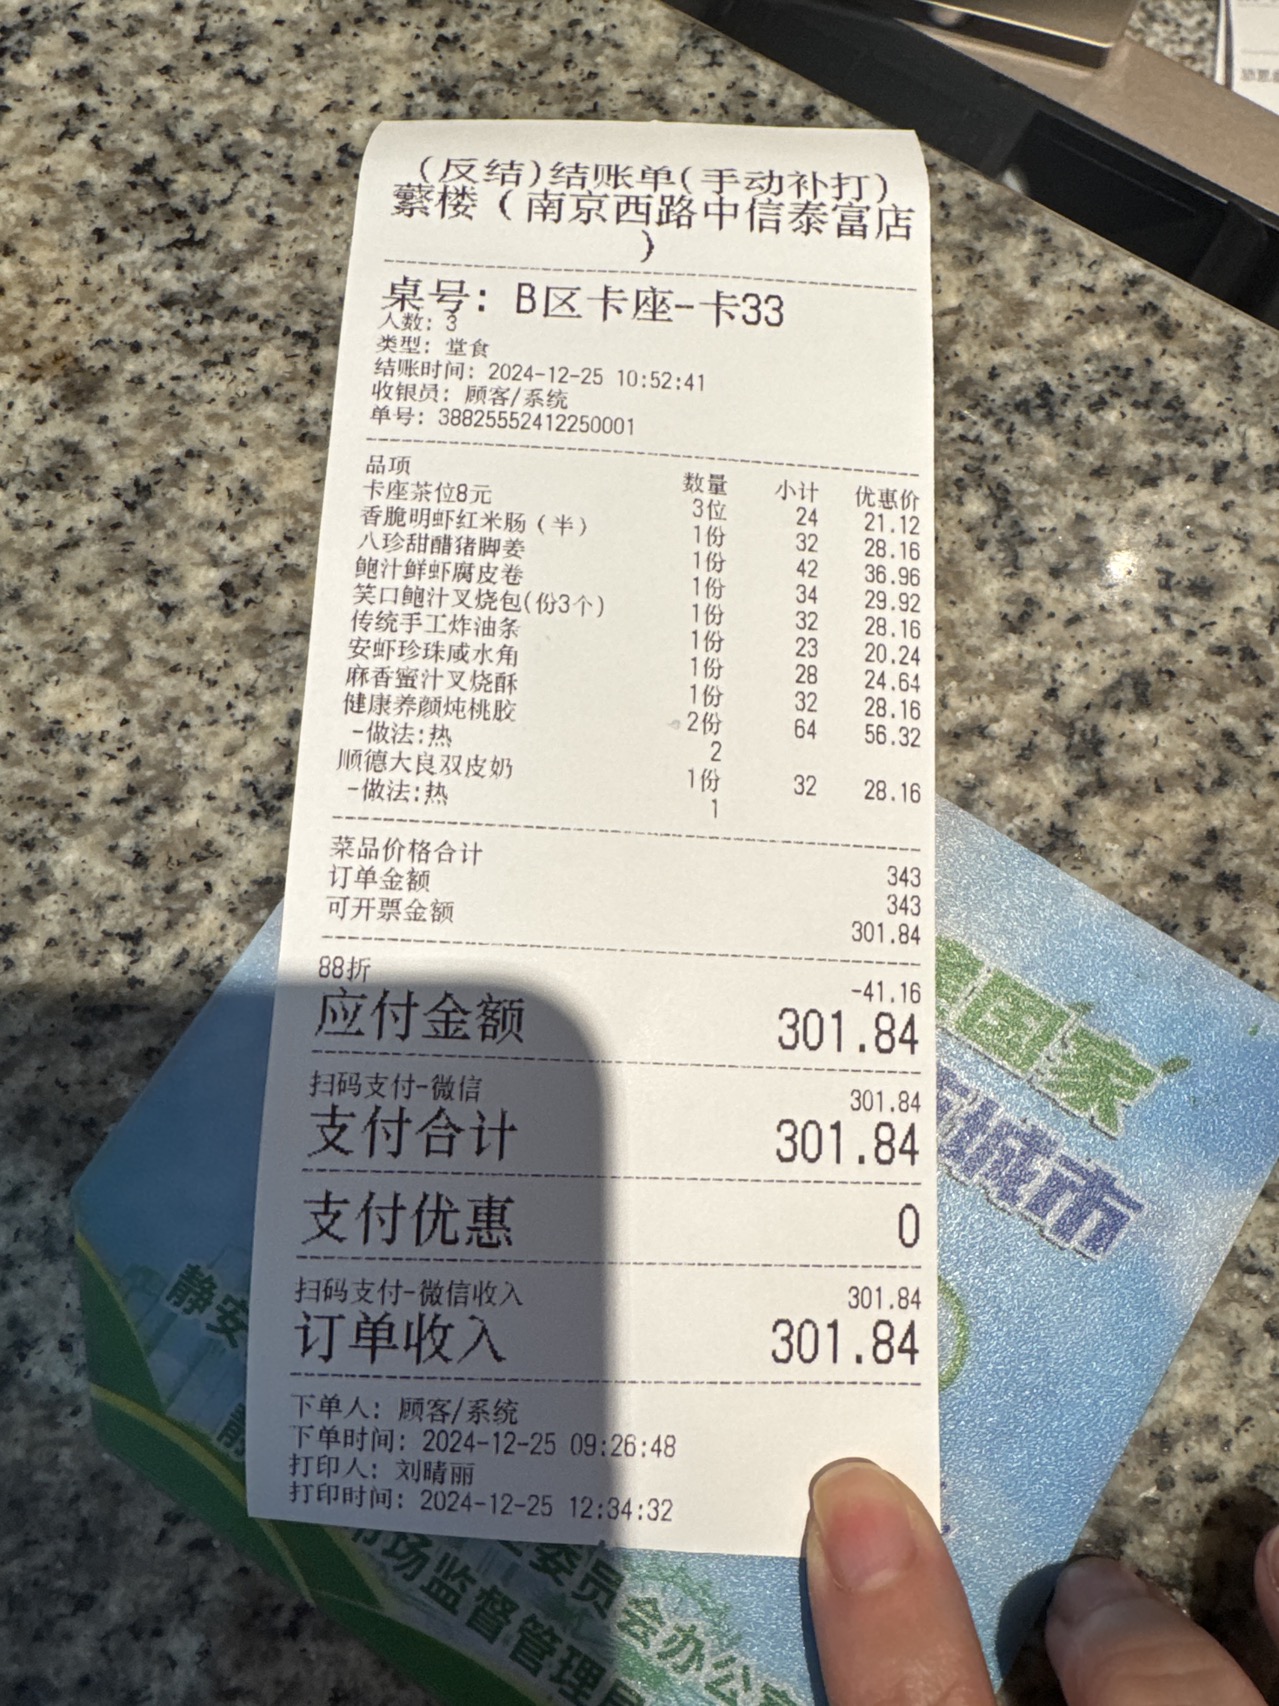 (反结)结账单(手动补打)
蘩楼（南京西路中信泰富店
）
桌号: B区卡座-卡33
人数: 3
类型: 堂食
结账时间: 2024-12-25 10:52:41
收银员: 顾客/系统
单号: 38825552412250001
品项 数量 小计 优惠价
卡座茶位8元 3位 24 21.12
香脆明虾红米肠（半） 1份 32 28.16
八珍甜醋猪脚姜 1份 42 36.96
鲍汁鲜虾腐皮卷 1份 34 29.92
笑口鲍汁叉烧包(份3个) 1份 32 28.16
传统手工炸油条 1份 23 20.24
安虾珍珠咸水角 1份 28 24.64
麻香蜜汁叉烧酥 1份 32 28.16
健康养颜炖桃胶 2份 64 56.32
-做法:热 2
顺德大良双皮奶 1份 32 28.16
-做法:热 1
菜品价格合计 343
订单金额 343
可开票金额 301.84
88折 -41.16
应付金额 301.84
扫码支付-微信 301.84
支付合计 301.84
支付优惠 0
扫码支付-微信收入 301.84
订单收入 301.84
下单人: 顾客/系统
下单时间: 2024-12-25 09:26:48
打印人: 刘晴丽
打印时间: 2024-12-25 12:34:32
国家
城市
静安
委员会办公
市场监督管理局